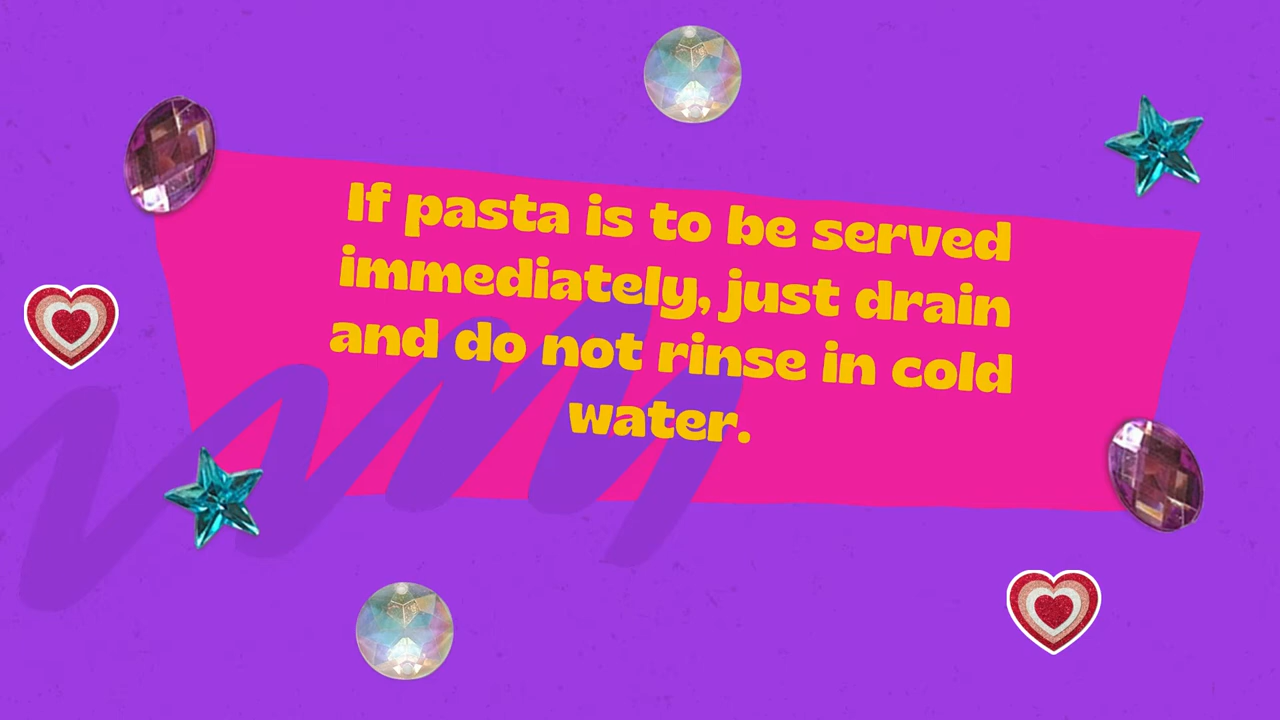 If pasta is to be served
immediately, just drain
and do not rinse in cold
water.